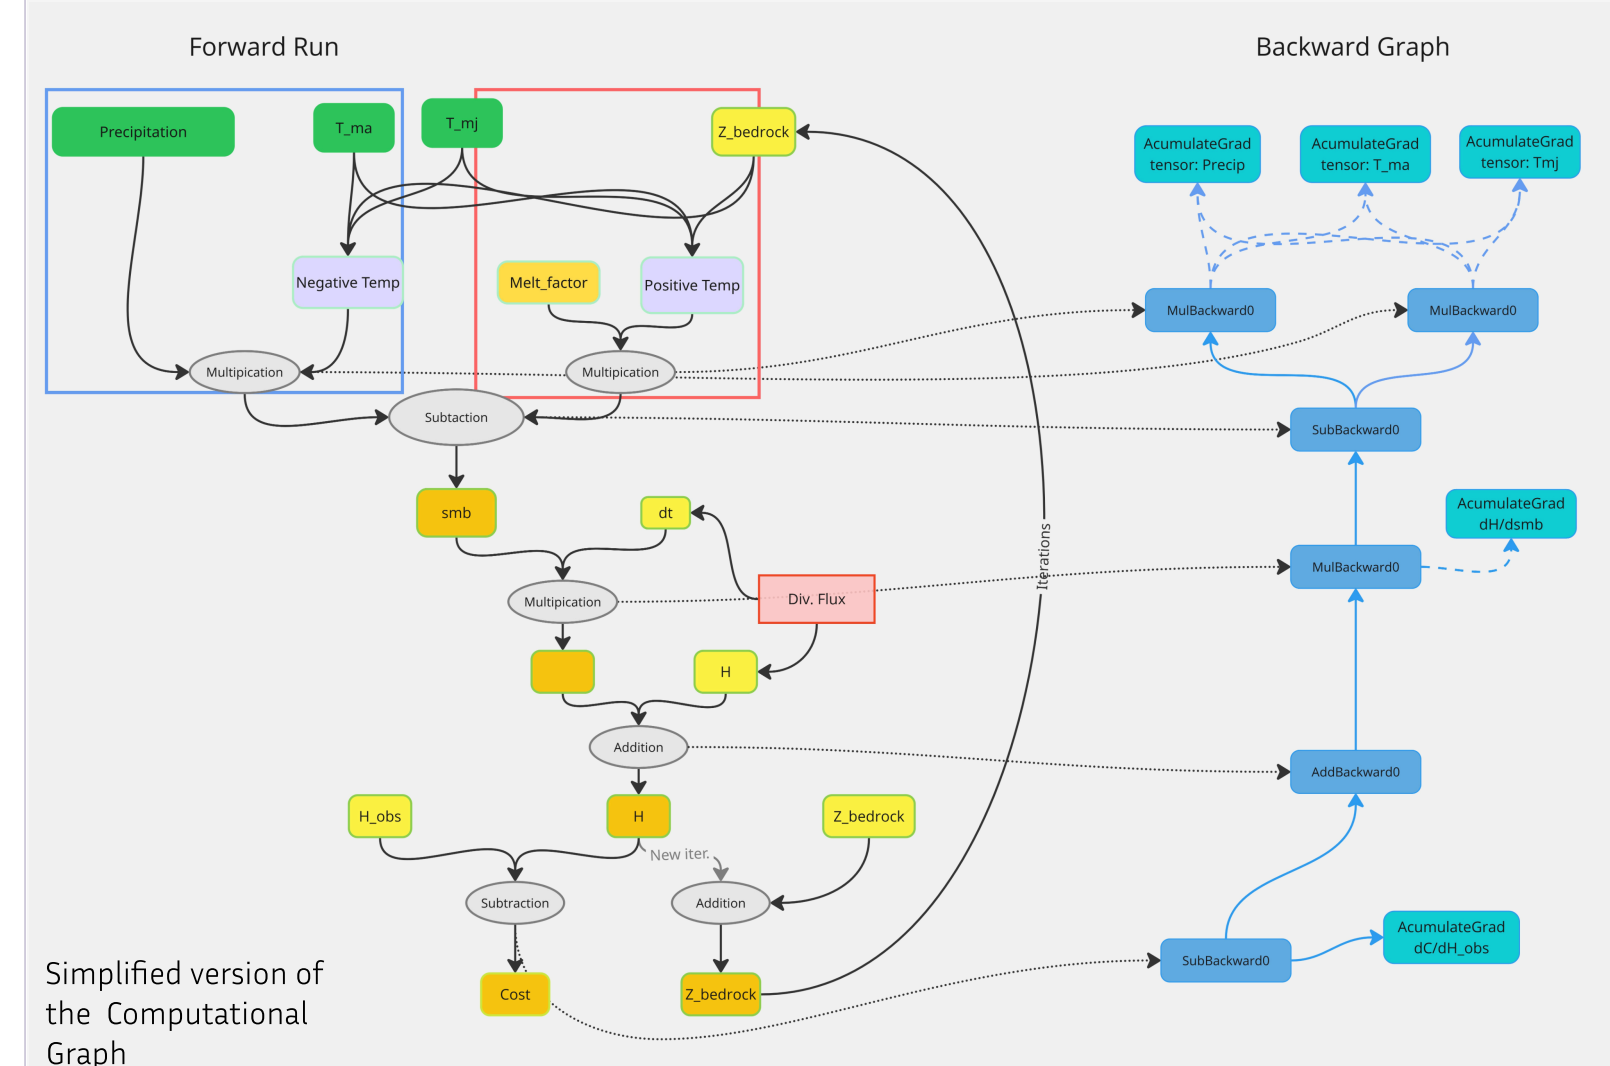 Forward Run
Backward Graph
Precipitation
T_ma
T_mj
Z_bedrock
AcumulateGrad
tensor: Precip
AcumulateGrad
tensor: T_ma
AcumulateGrad
tensor: Tmj
Negative Temp
Melt_factor
Positive Temp
MulBackward0
MulBackward0
Multipication
Multipication
Subtaction
SubBackward0
smb
dt
AcumulateGrad
dH/dsmb
Iterations
MulBackward0
Multipication
Div. Flux
H
Addition
AddBackward0
H_obs
H
Z_bedrock
New iter.
Subtraction
Addition
AcumulateGrad
dC/dH_obs
SubBackward0
Cost
Z_bedrock
Simplified version of
the Computational
Graph